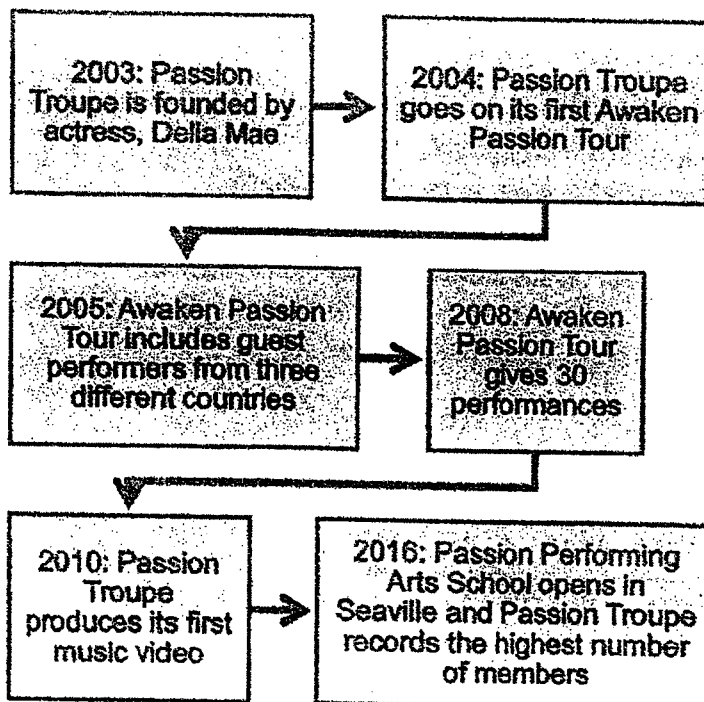 2003: Passion
Troupe is founded by
actress, Della Mae
2004: Passion Troupe
goes on its first Awaken
Passion Tour
2005: Awaken Passion
Tour includes guest
performers from three
different countries
2008: Awaken
Passion Tour
gives 30
performances
2010: Passion
Troupe
produces its first
music video
2016: Passion Performing
Arts School opens in
Seaville and Passion Troupe
records the highest number
of members